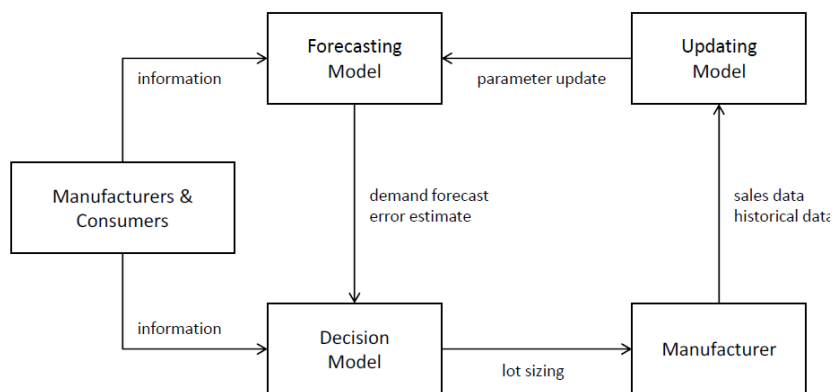 Forecasting
Model
Updating
Model
information
parameter update
Manufacturers &
Consumers
demand forecast
error estimate
sales data
historical data
information
Decision
Model
lot sizing
Manufacturer